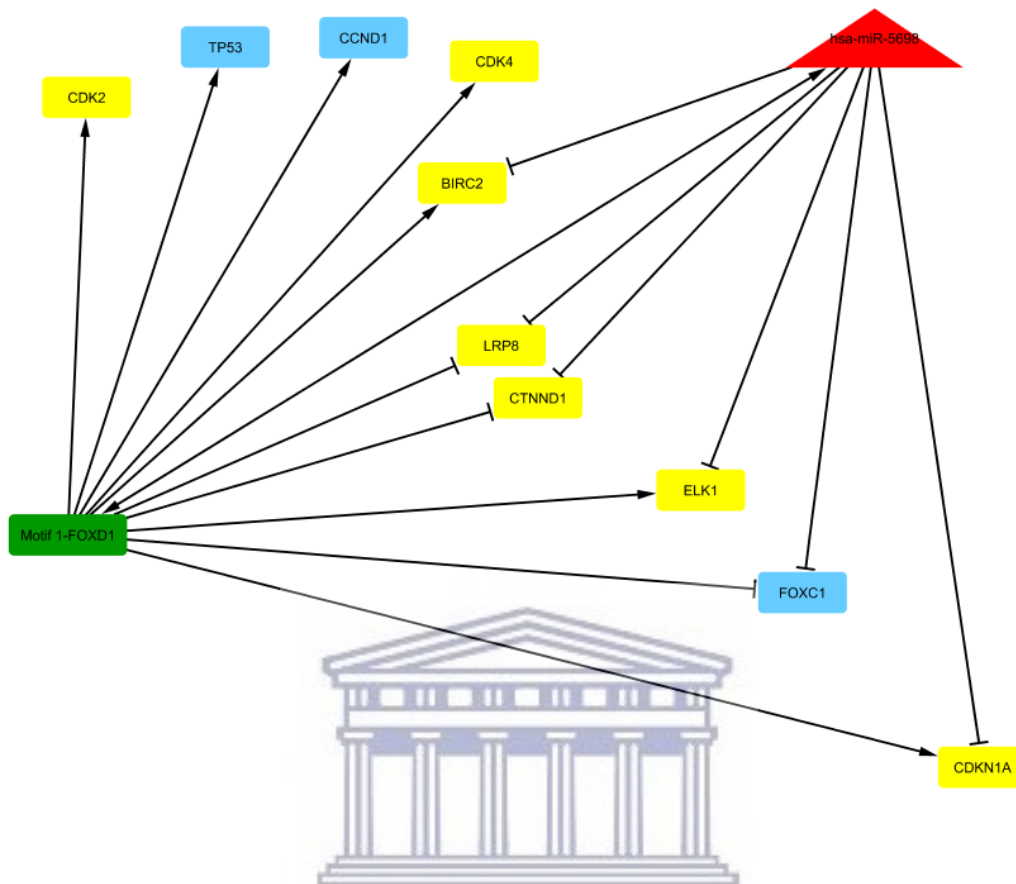 hsa-miR-5698
CCND1
TP53
CDK4
CDK2
BIRC2
LRP8
CTNND1
ELK1
Motif 1-FOXD1
FOXC1
CDKN1A